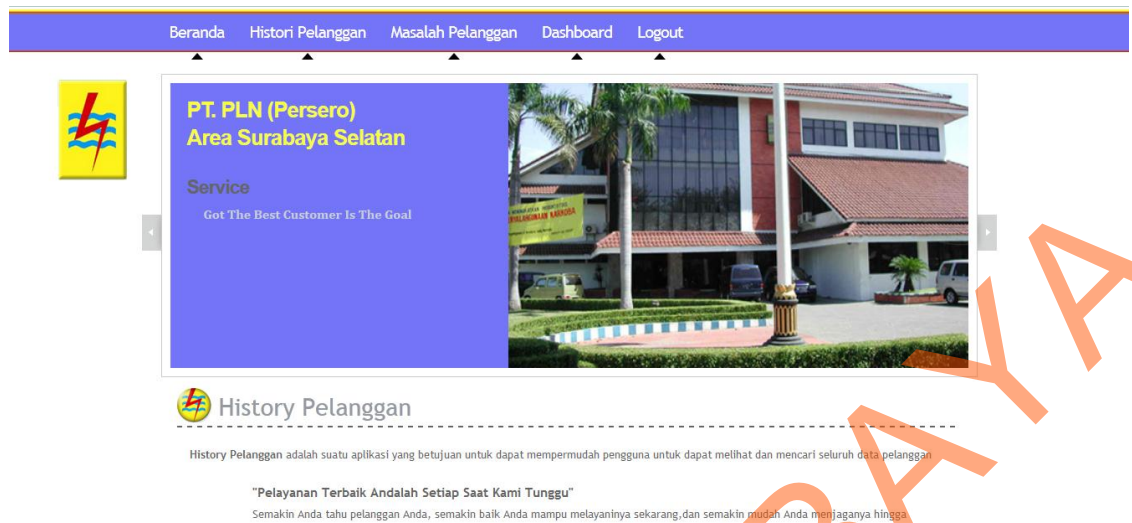 Beranda Histori Pelanggan Masalah Pelanggan Dashboard Logout
PT. PLN (Persero)
Area Surabaya Selatan
Service
Got The Best Customer Is The Goal
NARKOBA
History Pelanggan
History Pelanggan adalah suatu aplikasi yang betujuan untuk dapat mempermudah pengguna untuk dapat melihat dan mencari seluruh data pelanggan
"Pelayanan Terbaik Andalah Setiap Saat Kami Tunggu"
Semakin Anda tahu pelanggan Anda, semakin baik Anda mampu melayaninya sekarang,dan semakin mudah Anda menjaganya hingga